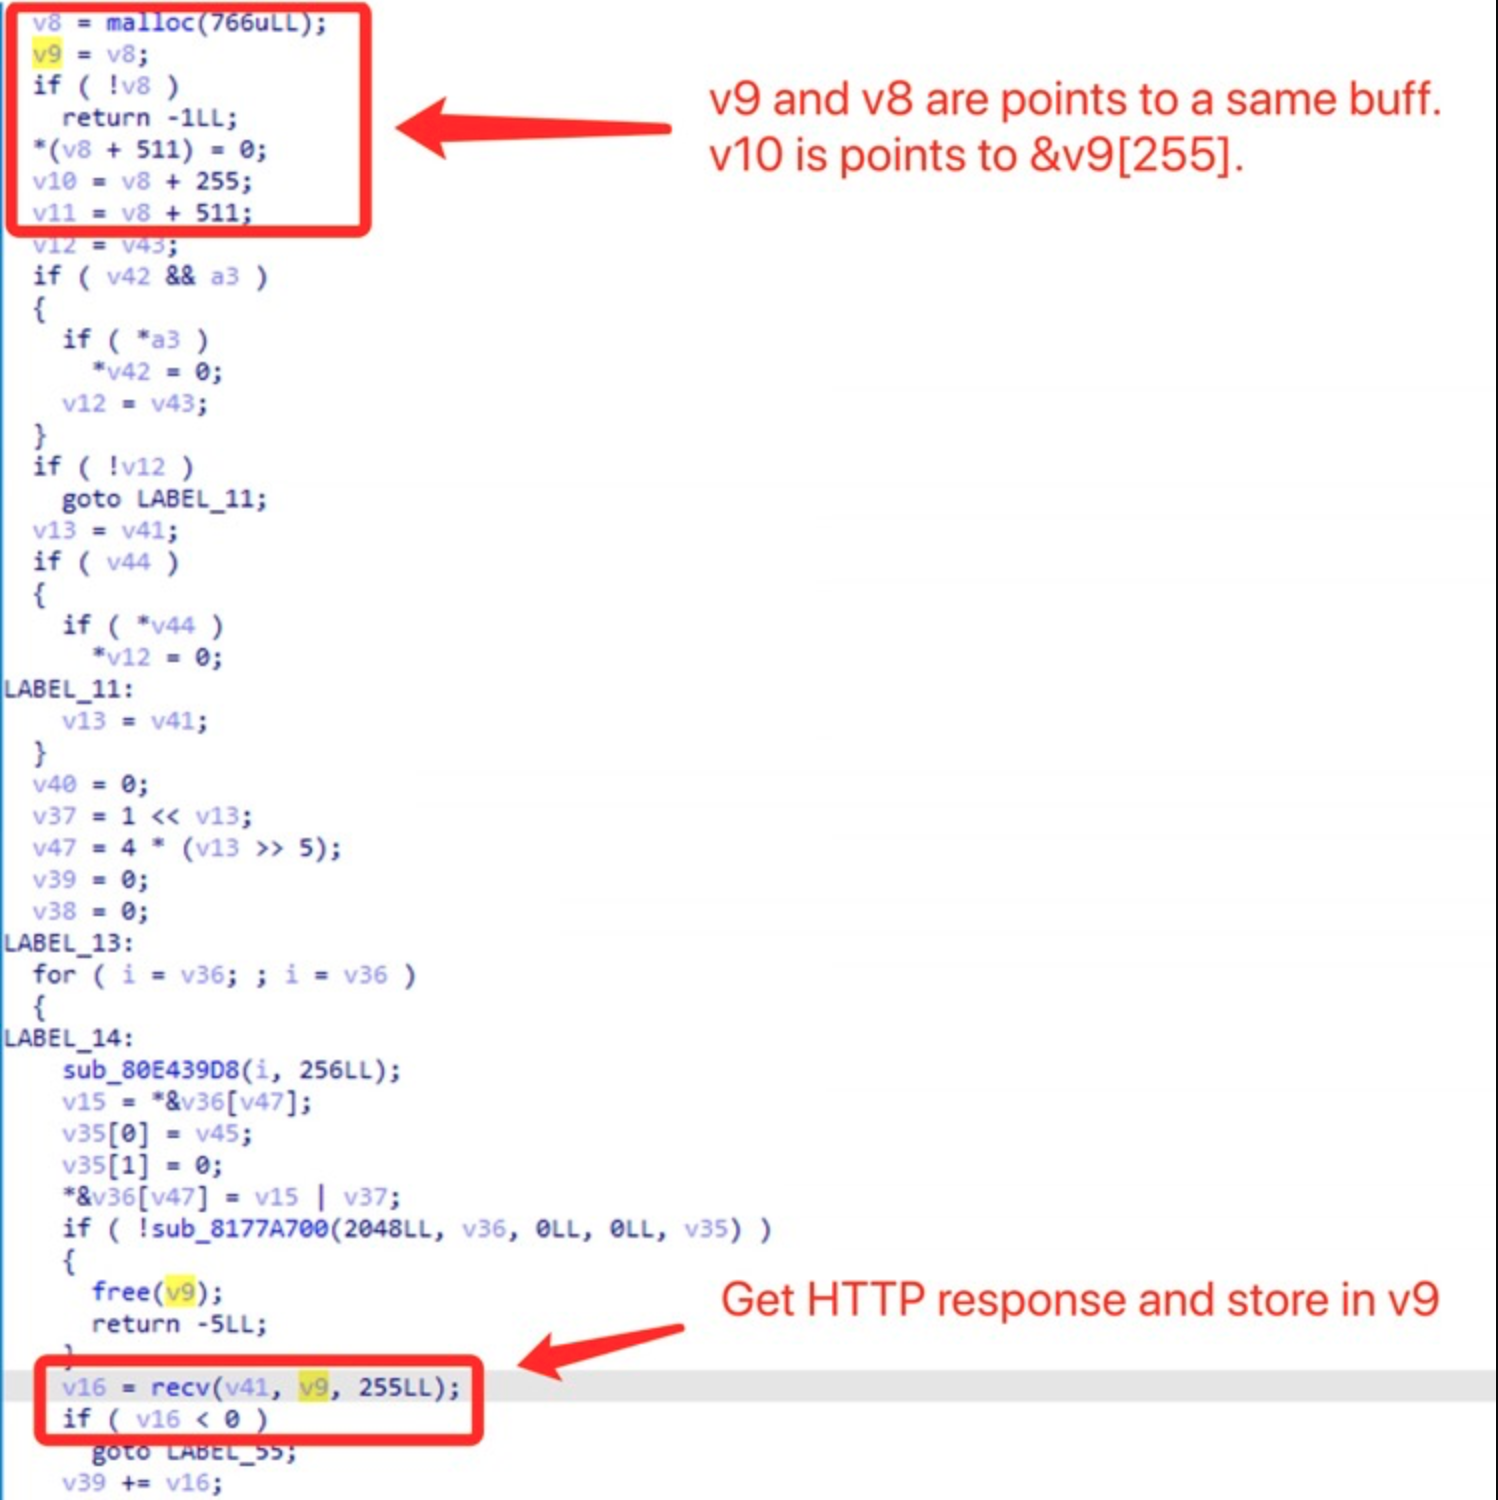 v8 = malloc(766uLL);
v9 = v8;
if ( !v8 )
return -1LL;
*(v8 + 511) = 0;
v10 = v8 + 255;
v11 = v8 + 511;
v9 and v8 are points to a same buff.
v10 is points to &v9[255].
v12 = v43;
if ( v42 && a3 )
{
if ( *a3 )
*v42 = 0;
v12 = v43;
}
if ( !v12 )
goto LABEL_11;
v13 = v41;
if ( v44 )
{
if ( *v44 )
*v12 = 0;
LABEL_11:
v13 = v41;
}
v40 = 0;
v37 = 1 << v13;
v47 = 4 * (v13 >> 5);
v39 = 0;
v38 = 0;
LABEL_13:
for ( i = v36; ; i = v36 )
{
LABEL_14:
sub_80E439D8(i, 256LL);
v15 = *&v36[v47];
v35[0] = v45;
v35[1] = 0;
*&v36[v47] = v15 | v37;
if ( !sub_8177A700(2048LL, v36, 0LL, 0LL, v35) )
{
free(v9);
return -5LL;
}
Get HTTP response and store in v9
v16 = recv(v41, v9, 255LL);
if ( v16 < 0 )
goto LABEL_55;
v39 += v16;